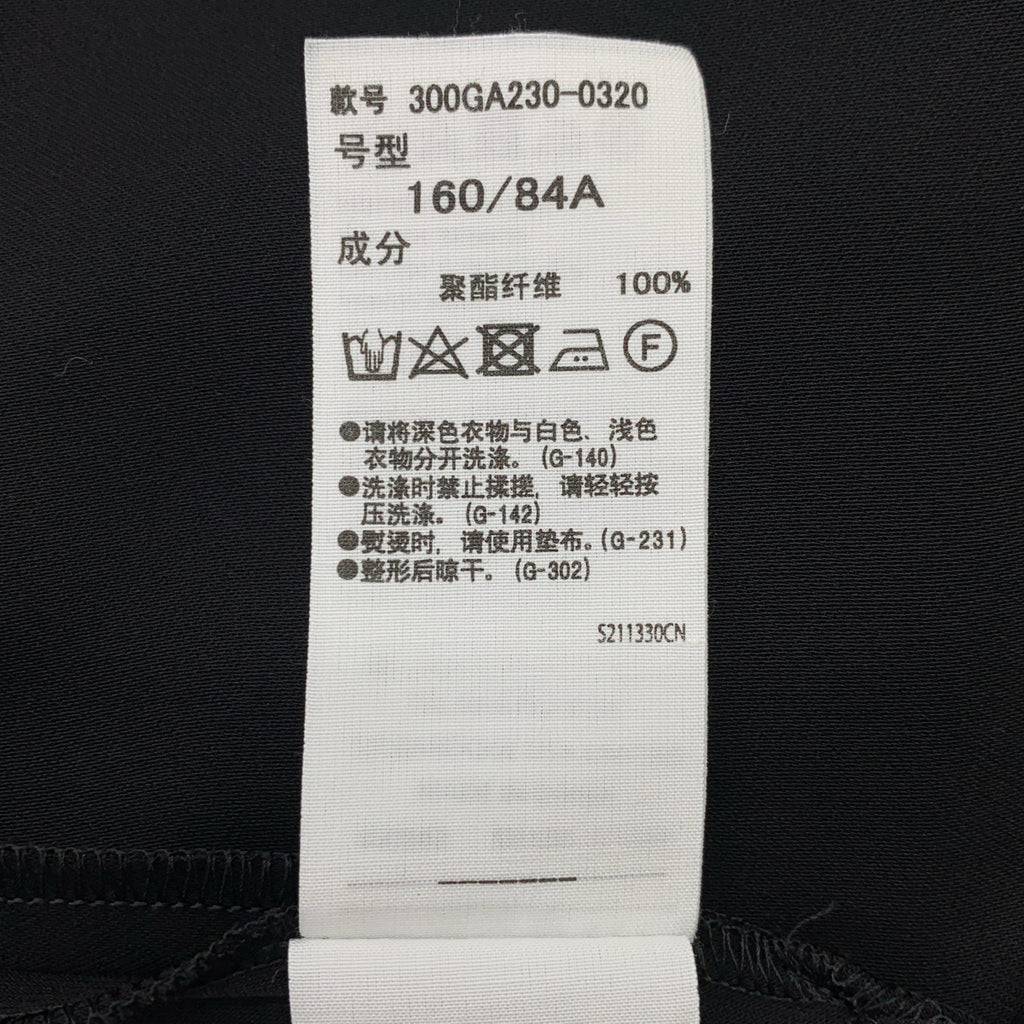 款号 300GA230-0320
号型
160/84A
成分
聚酯纤维 100%
F
●请将深色衣物与白色、浅色
衣物分开洗涤。(G-140)
●洗涤时禁止揉搓，请轻轻按
压洗涤。(G-142)
●熨烫时，请使用垫布。(G-231)
●整形后晾干。(G-302)
S211330CN